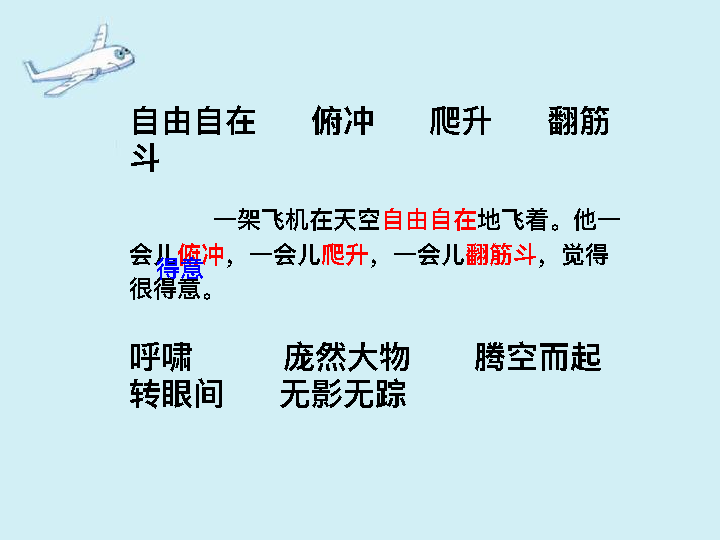 自由自在 俯冲 爬升 翻筋
斗
一架飞机在天空自由自在地飞着。他一
会儿俯冲，一会儿爬升，一会儿翻筋斗，觉得
得意
很得意。
呼啸 庞然大物 腾空而起
转眼间 无影无踪